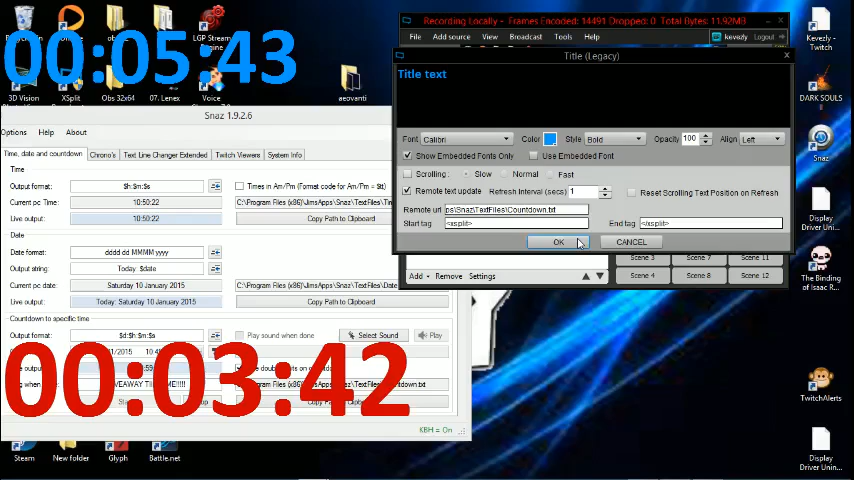 Recording Locally - Frames Encoded: 14491 Dropped: 0 Total Bytes: 11.92MB
File Add source View Broadcast Tools Help kevezly Logout
00:05:43
LGP Stream
Engine
3D Vision
XSplit
Obs 32x64
07. Lenex
Voice
aeovanti
Kevezly -
Twitch
DARK SOULS
Snaz
Display
Driver Unin...
The Binding
of Isaac R...
TwitchAlerts
Display
Driver Unin...
Title (Legacy)
Title text
Font Calibri Color Style Bold Opacity 100 Align Left
Show Embedded Fonts Only Use Embedded Font
Scrolling: Slow Normal Fast
Remote text update Refresh Interval (secs) 1 Reset Scrolling Text Position on Refresh
Remote url ps\Snaz\TextFiles\Countdown.txt
Start tag <xsplit> End tag </xsplit>
OK CANCEL
Add Remove Settings
Scene 3 Scene 7 Scene 11
Scene 4 Scene 8 Scene 12
Snaz 1.9.2.6
Options Help About
Time, date and countdown Chrono's Text Line Changer Extended Twitch Viewers System Info
Time
Output format: $h:$m:$s Times in Am/Pm (Format code for Am/Pm = $t)
Current pc Time: 10:50:22
Live output: 10:50:22 Copy Path to Clipboard
Date
Date format: dddd dd MMMM yyyy
Output string: Today: $date
Current pc date: Saturday 10 January 2015
Live output: Today: Saturday 10 January 2015 Copy Path to Clipboard
Countdown to specific time
Output format: $d:$h:$m:$s Play sound when done Select Sound Play
00:03:42
KBH = On
Steam
New folder
Glyph
Battle.net